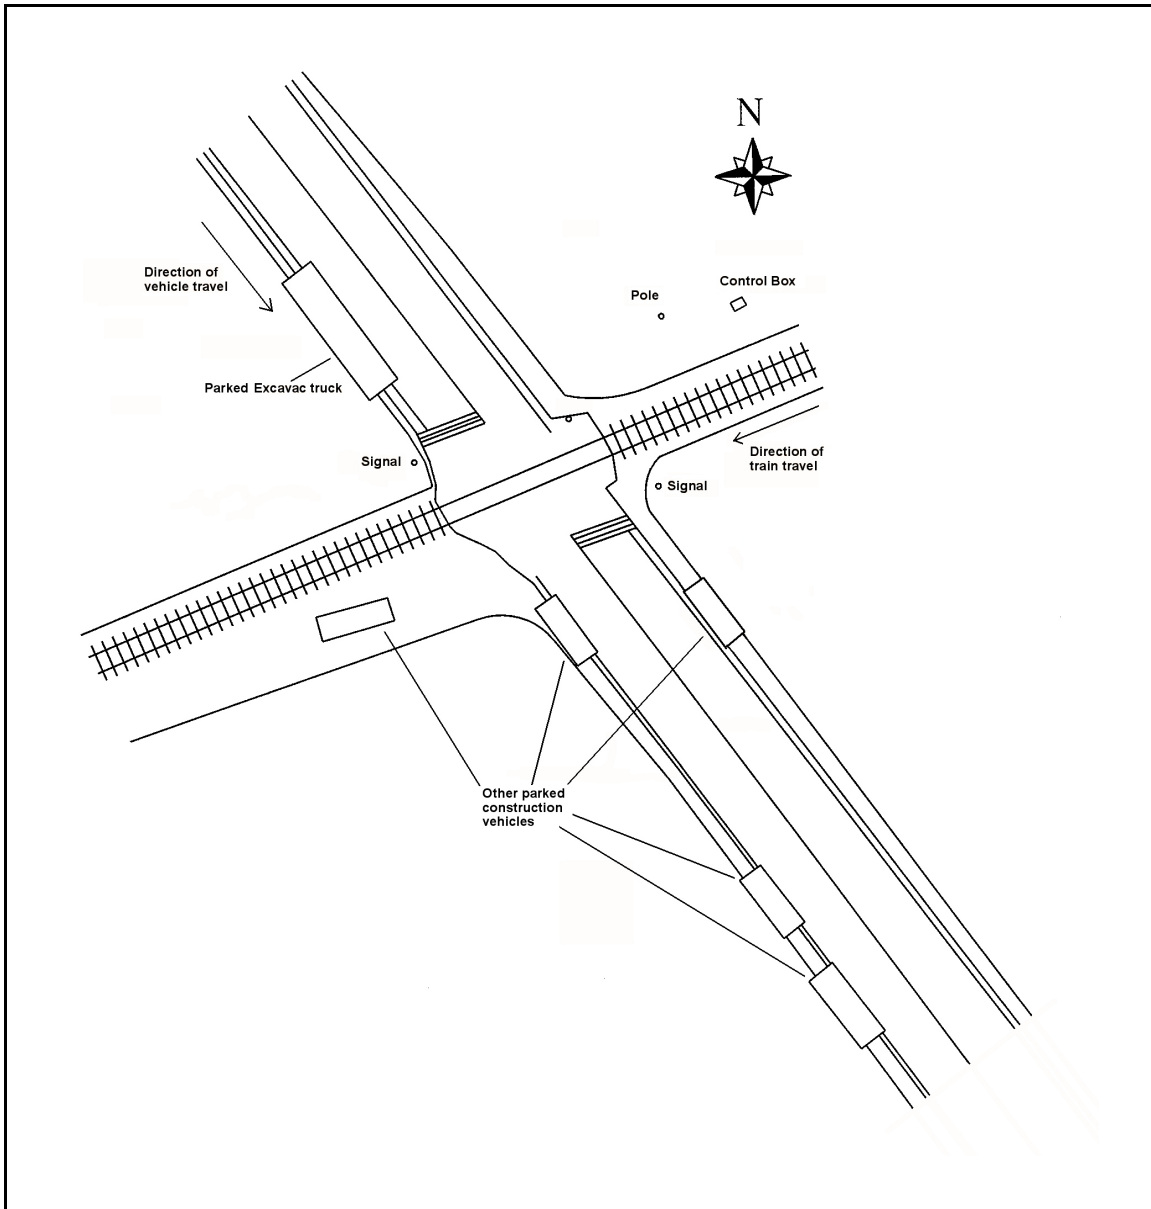 N
Direction of
vehicle travel
Pole
Control Box
Parked Excavac truck
Signal
Direction of
train travel
Signal
Other parked
construction
vehicles